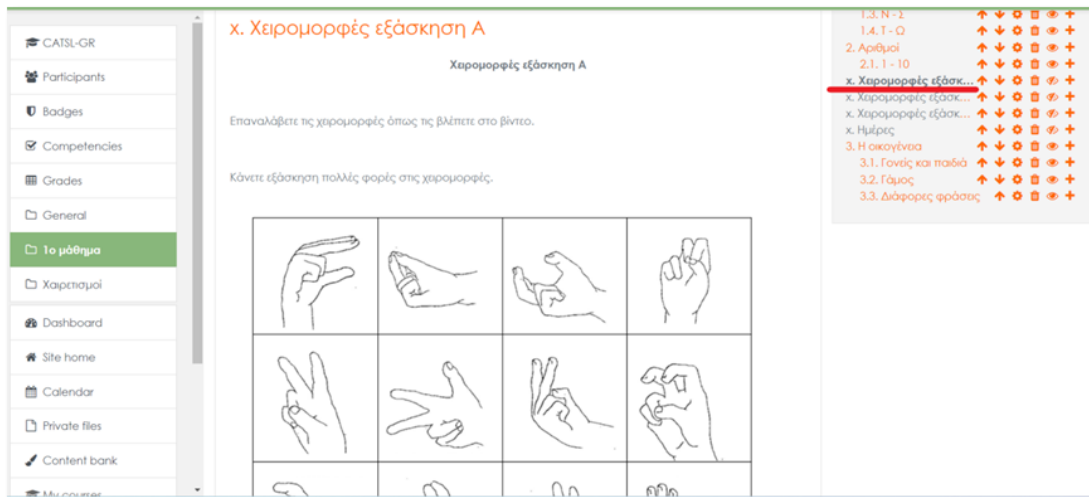 CATSL-GR
Participants
Badges
Competencies
Grades
General
1ο μάθημα
Χαιρετισμοί
Dashboard
Site home
Calendar
Private files
Content bank
My courses
x. Χειρομορφές εξάσκηση Α
Χειρομορφές εξάσκηση Α
Επαναλάβετε τις χειρομορφές όπως τις βλέπετε στο βίντεο.
Κάνετε εξάσκηση πολλές φορές στις χειρομορφές.
1.3. Ν - Σ
1.4. Τ - Ω
2. Αριθμοί
2.1. 1 - 10
x. Χειρομορφές εξάσκ...
x. Χειρομορφές εξάσκ...
x. Χειρομορφές εξάσκ...
x. Ημέρες
3. Η οικογένεια
3.1. Γονείς και παιδιά
3.2. Γάμος
3.3. Διάφορες φράσεις